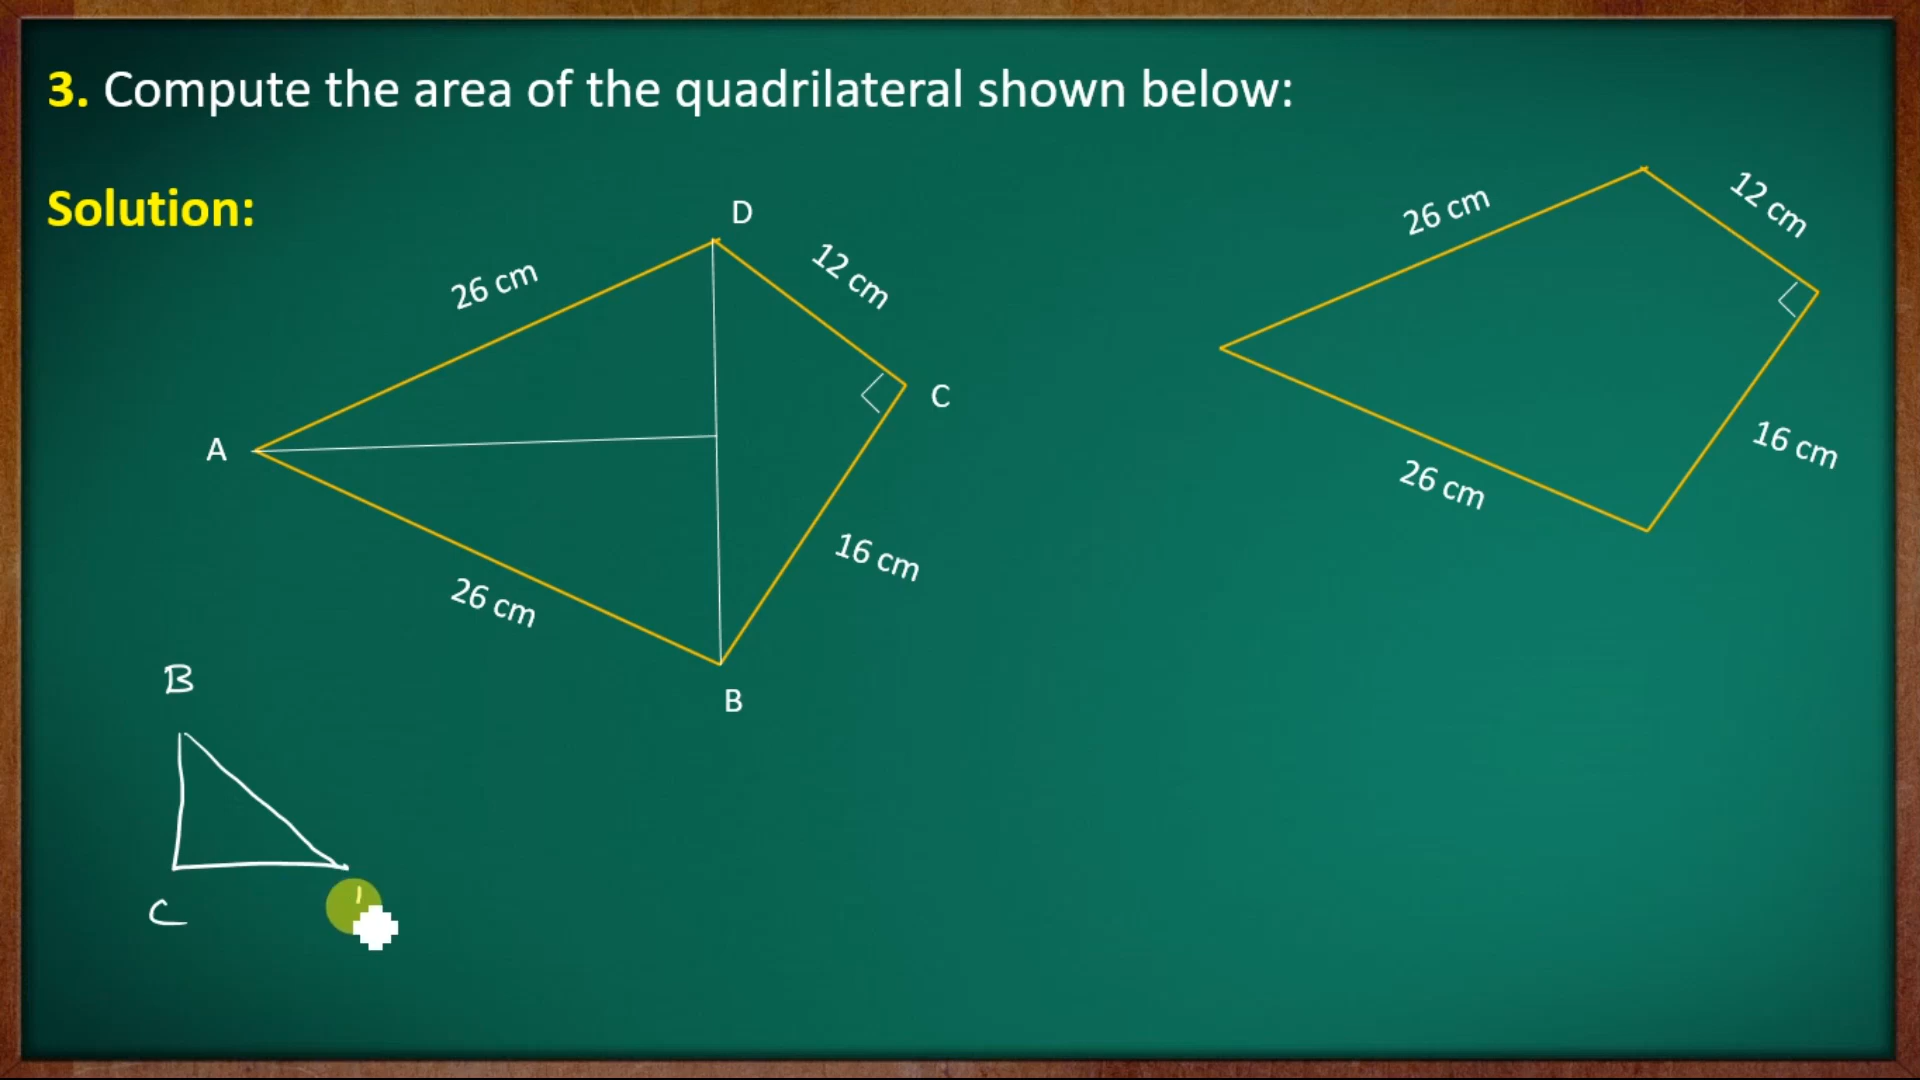 3. Compute the area of the quadrilateral shown below:
Solution:
D
26 cm
12 cm
A
C
26 cm
16 cm
B
26 cm
12 cm
26 cm
16 cm
B
C